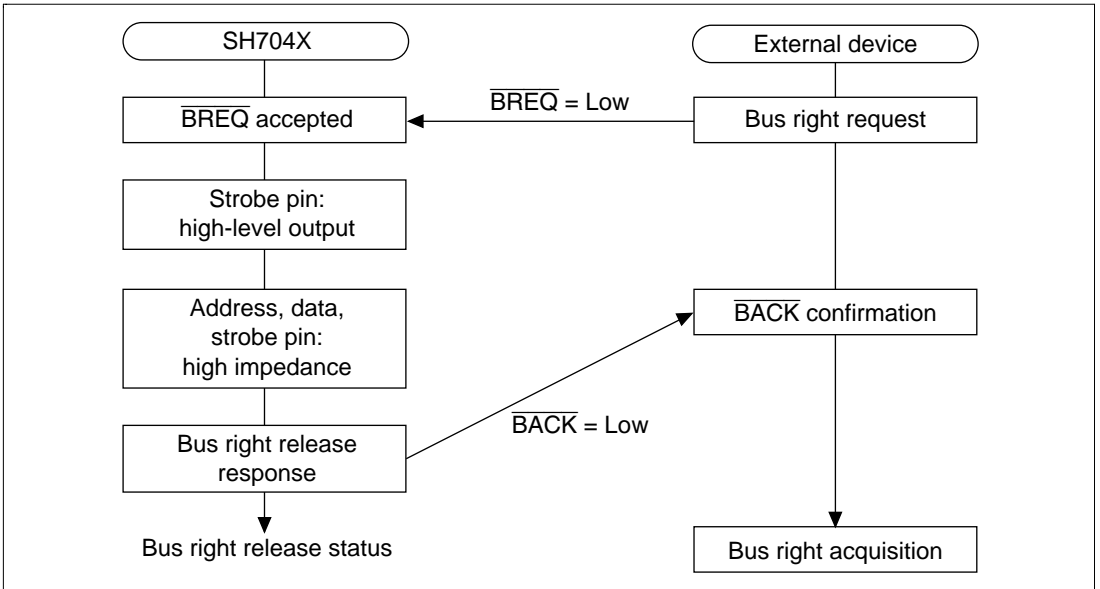 SH704X
External device
BREQ accepted
BREQ = Low
Bus right request
Strobe pin:
high-level output
Address, data,
strobe pin:
high impedance
BACK confirmation
BACK = Low
Bus right release
response
Bus right release status
Bus right acquisition